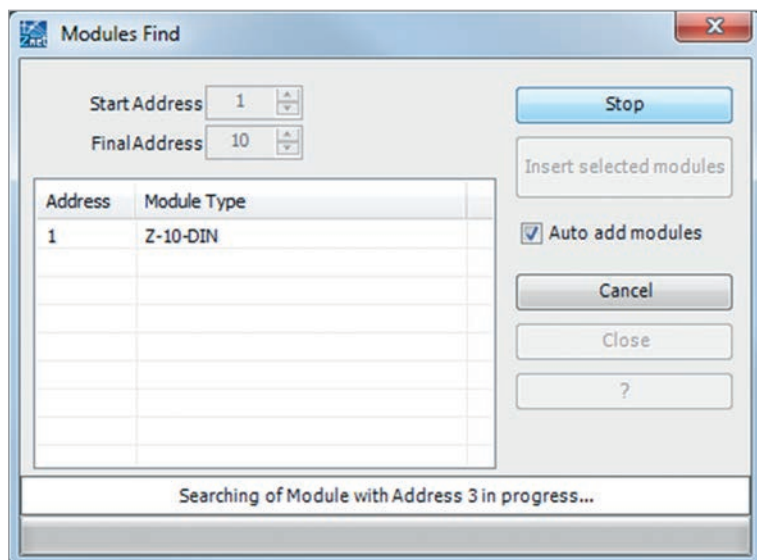 Z-NET
Modules Find
Start Address 1
Final Address 10
Stop
Insert selected modules
Address Module Type
1 Z-10-DIN
Auto add modules
Cancel
Close
?
Searching of Module with Address 3 in progress...